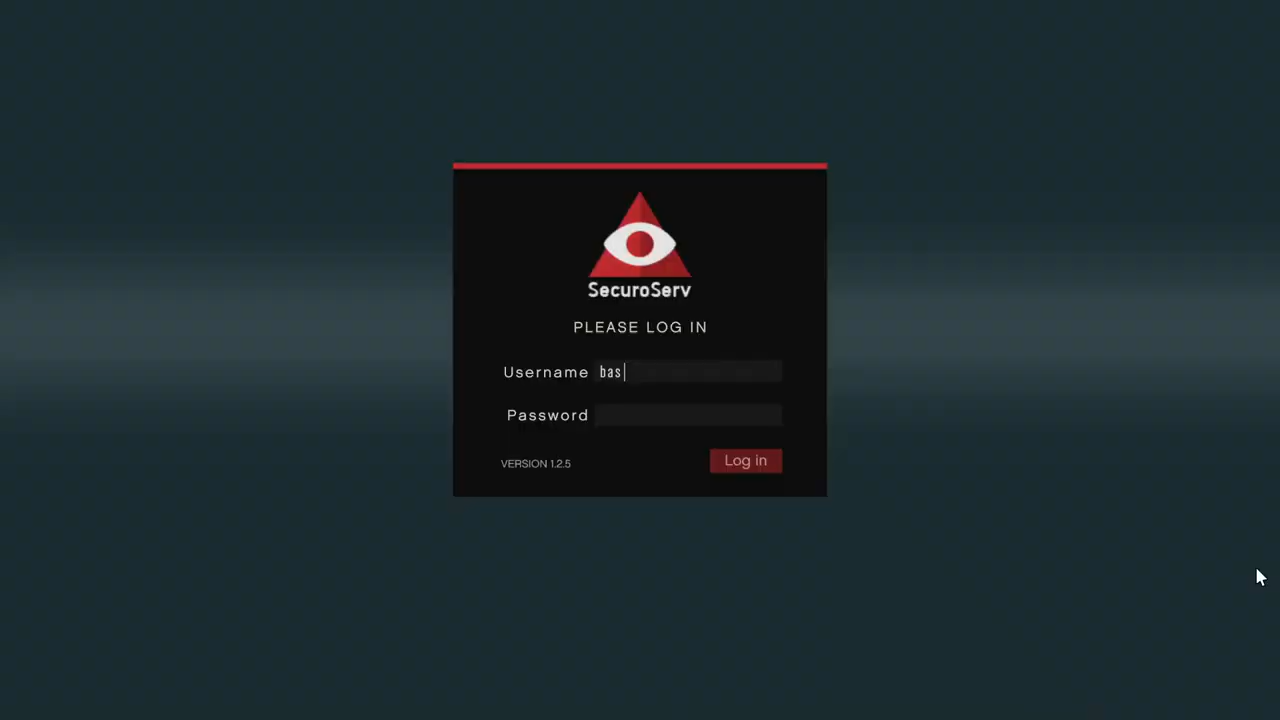 SecuroServ
PLEASE LOG IN
Username bas
Password
VERSION 1.2.5 Log in